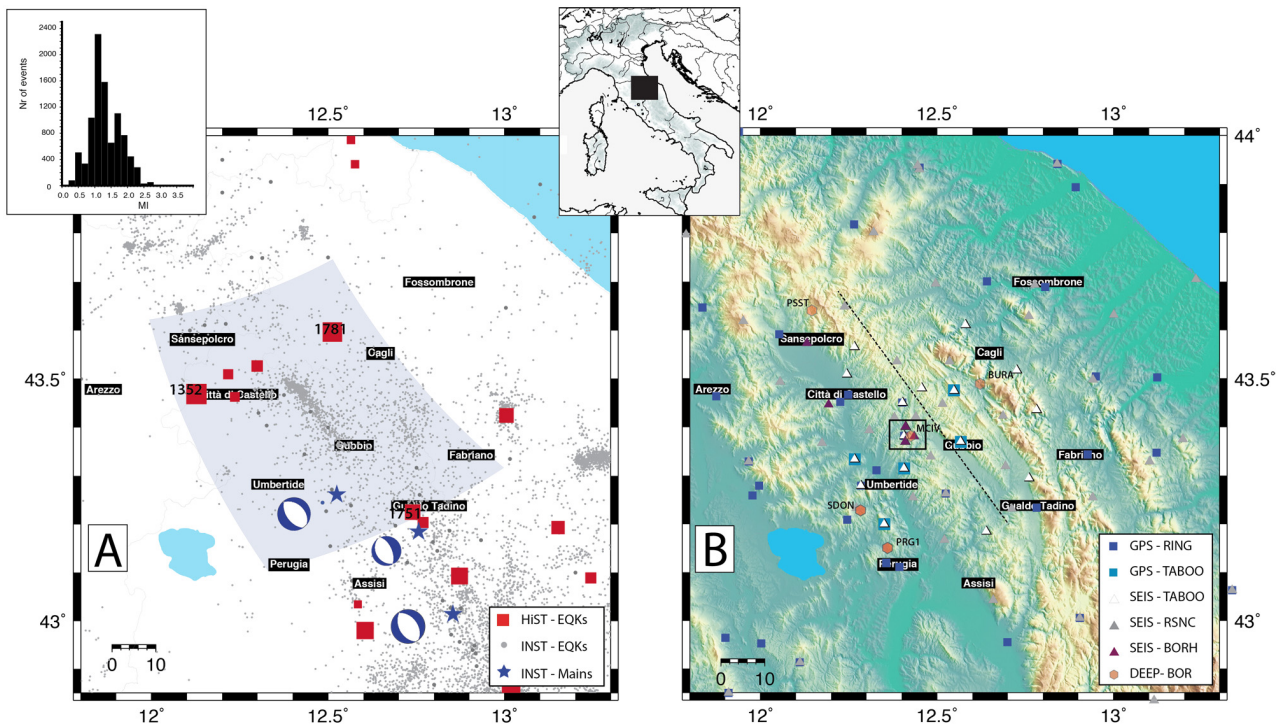 2400
2000
1600
1200
800
400
0
Nr of events
0.0 0.5 1.0 1.5 2.0 2.5 3.0 3.5
MI
12.5˚ 13˚
12˚ 12.5˚ 13˚
44˚
Fossombrone
1781
Sansepolcro
Cagli
43.5˚
Arezzo
1352
Città di Castello
Gubbio
Fabriano
Umbertide
Gualdo Tadino
1751
A
Perugia
Assisi
43˚
0 10
HiST - EQKs
INST - EQKs
INST - Mains
12˚ 12.5˚ 13˚
Fossombrone
PSST
Sansepolcro
Cagli
BURA
43.5˚
Arezzo
Città di Castello
MCIV
Gubbio
Fabriano
Umbertide
SDON
Gualdo Tadino
PRG1
B
Perugia
Assisi
43˚
0 10
GPS - RING
GPS - TABOO
SEIS - TABOO
SEIS - RSNC
SEIS - BORH
DEEP - BOR
12˚ 12.5˚ 13˚